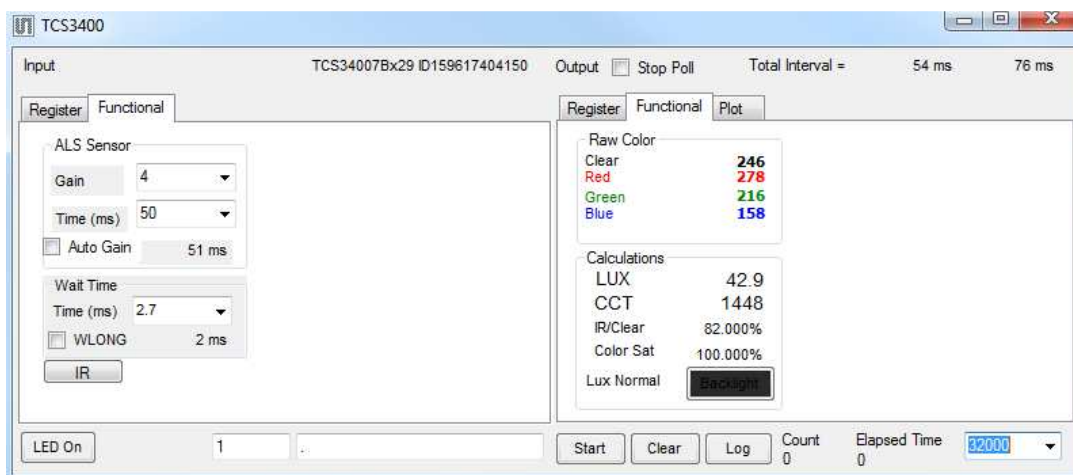 TCS3400
Input TCS34007Bx29 ID159617404150 Output Stop Poll Total Interval = 54 ms 76 ms
Register Functional
ALS Sensor
Gain 4
Time (ms) 50
Auto Gain 51 ms
Wait Time
Time (ms) 2.7
WLONG 2 ms
IR
Register Functional Plot
Raw Color
Clear 246
Red 278
Green 216
Blue 158
Calculations
LUX 42.9
CCT 1448
IR/Clear 82.000%
Color Sat 100.000%
Lux Normal Backlight
LED On 1 . Start Clear Log Count 0 Elapsed Time 0 32000